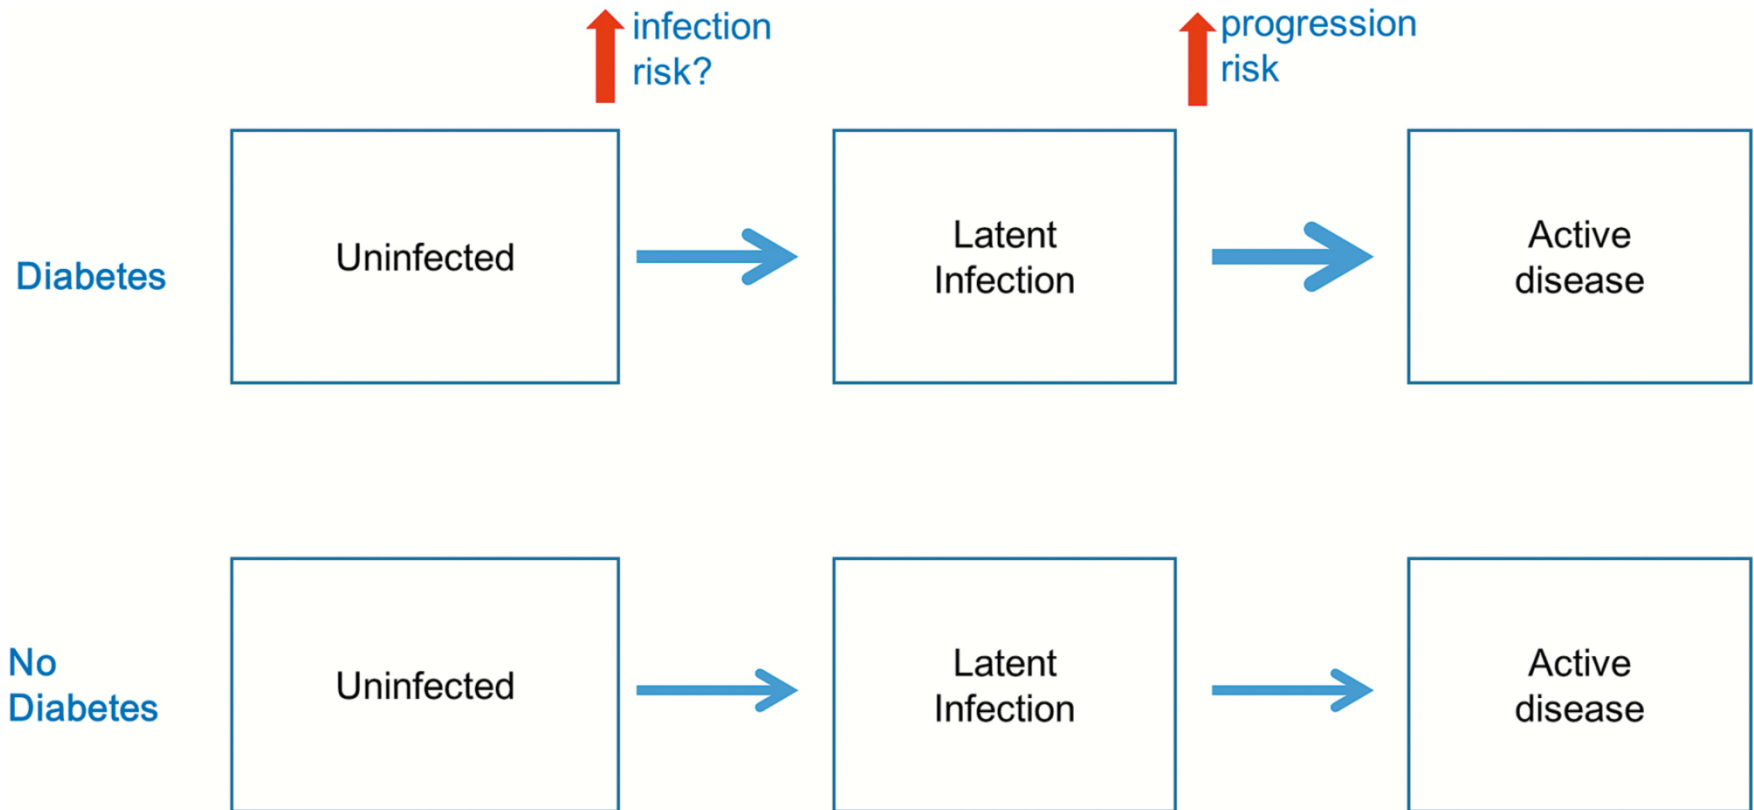 infection
risk?
progression
risk
Diabetes
Uninfected
Latent
Infection
Active
disease
No
Diabetes
Uninfected
Latent
Infection
Active
disease